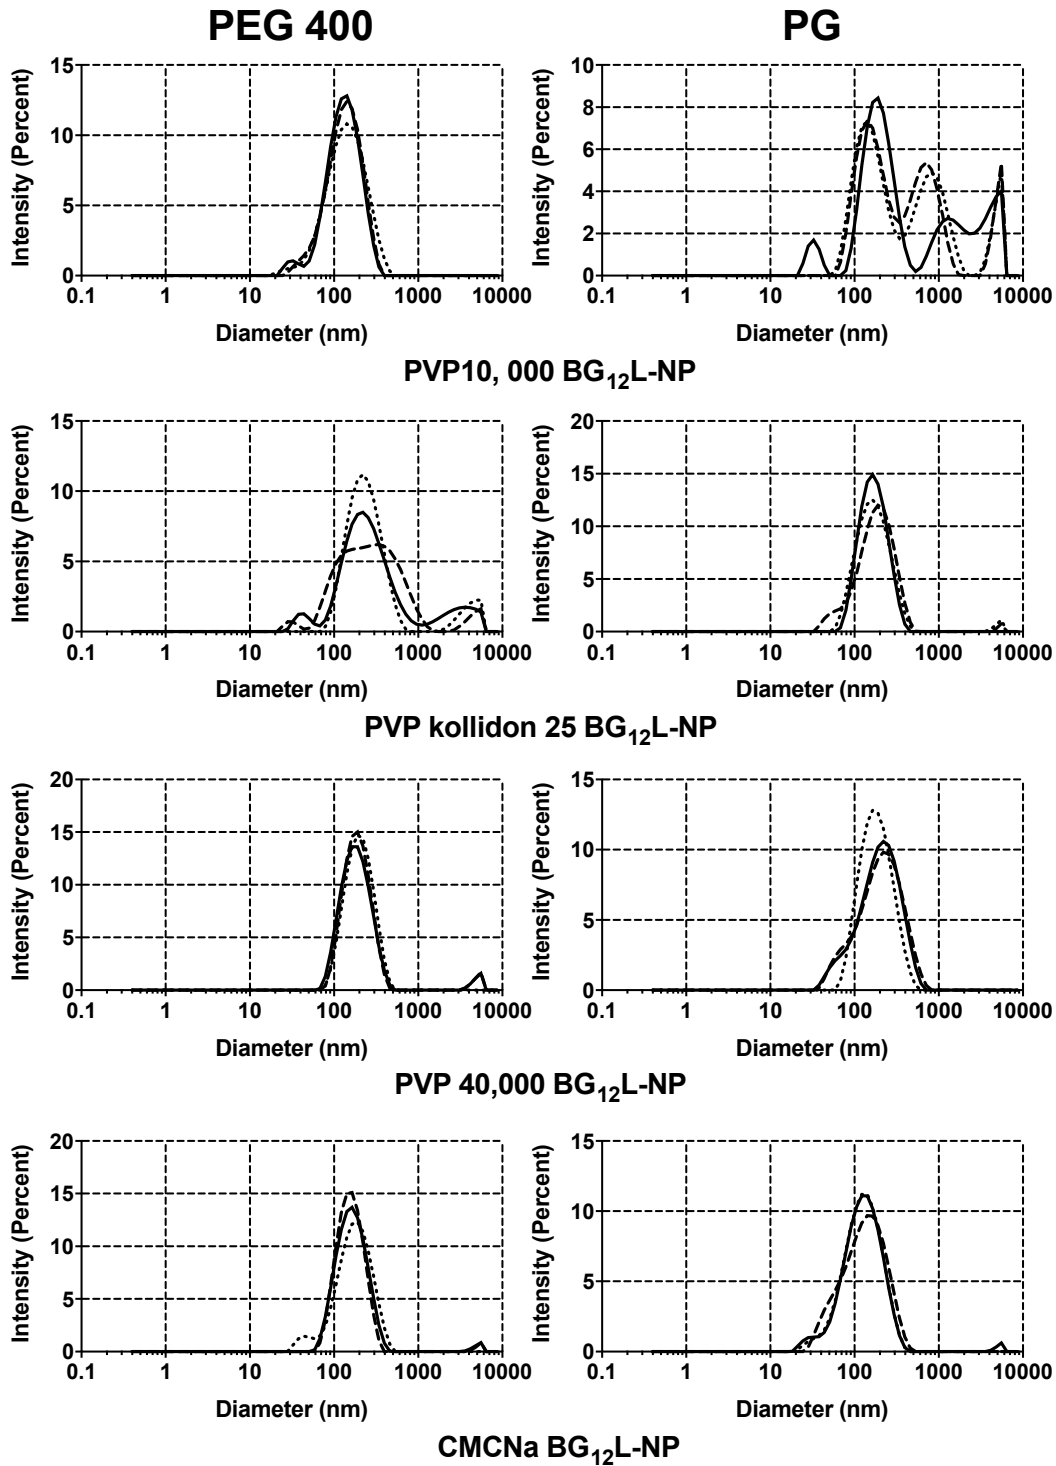 PEG 400
PG
Intensity (Percent)
15
10
5
0
0.1 1 10 100 1000 10000
Diameter (nm)
Intensity (Percent)
10
8
6
4
2
0
0.1 1 10 100 1000 10000
Diameter (nm)
PVP10, 000 BG₁₂L-NP
Intensity (Percent)
15
10
5
0
0.1 1 10 100 1000 10000
Diameter (nm)
Intensity (Percent)
20
15
10
5
0
0.1 1 10 100 1000 10000
Diameter (nm)
PVP kollidon 25 BG₁₂L-NP
Intensity (Percent)
20
15
10
5
0
0.1 1 10 100 1000 10000
Diameter (nm)
Intensity (Percent)
15
10
5
0
0.1 1 10 100 1000 10000
Diameter (nm)
PVP 40,000 BG₁₂L-NP
Intensity (Percent)
20
15
10
5
0
0.1 1 10 100 1000 10000
Diameter (nm)
Intensity (Percent)
15
10
5
0
0.1 1 10 100 1000 10000
Diameter (nm)
CMCNa BG₁₂L-NP